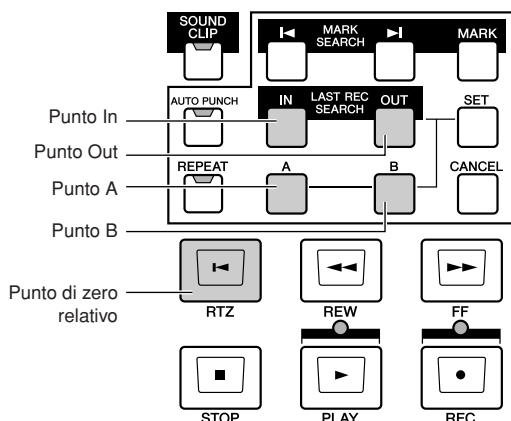 SOUND
CLIP
MARK
SEARCH
MARK
AUTO PUNCH
IN
LAST REC
SEARCH
OUT
SET
Punto In
Punto Out
REPEAT
A
B
CANCEL
Punto A
Punto B
Punto di zero
relativo
RTZ
REW
FF
STOP
PLAY
REC